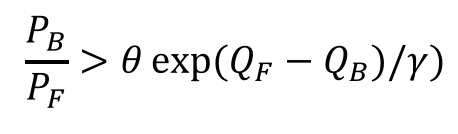 P_B/P_F > θ exp(Q_F − Q_B)/γ)